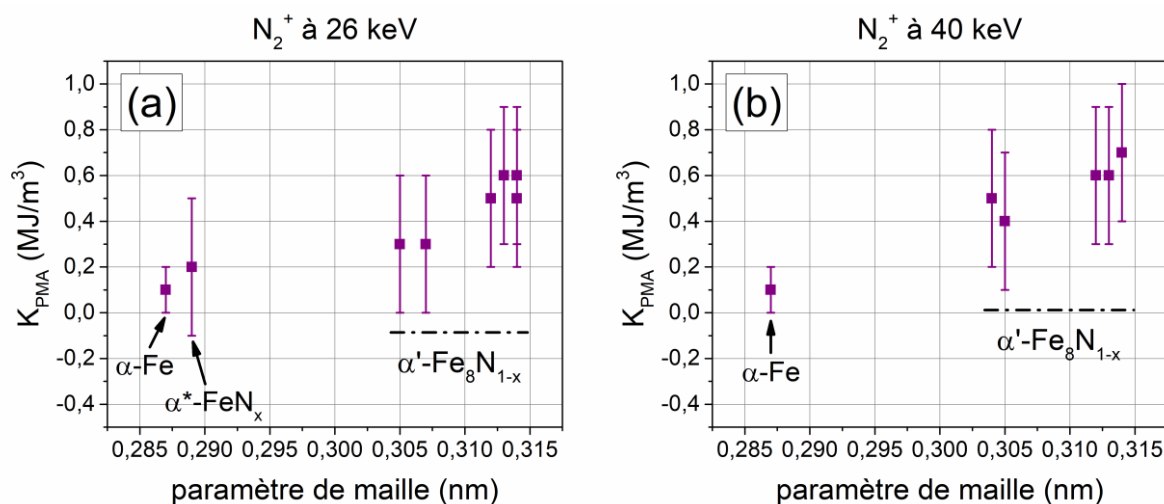 N₂⁺ à 26 keV
(a)
K_PMA (MJ/m³)
1,0
0,8
0,6
0,4
0,2
0,0
-0,2
-0,4
α-Fe
α*-FeNₓ
α'-Fe₈N₁₋ₓ
0,285 0,290 0,295 0,300 0,305 0,310 0,315
paramètre de maille (nm)
N₂⁺ à 40 keV
(b)
K_PMA (MJ/m³)
1,0
0,8
0,6
0,4
0,2
0,0
-0,2
-0,4
α-Fe
α'-Fe₈N₁₋ₓ
0,285 0,290 0,295 0,300 0,305 0,310 0,315
paramètre de maille (nm)